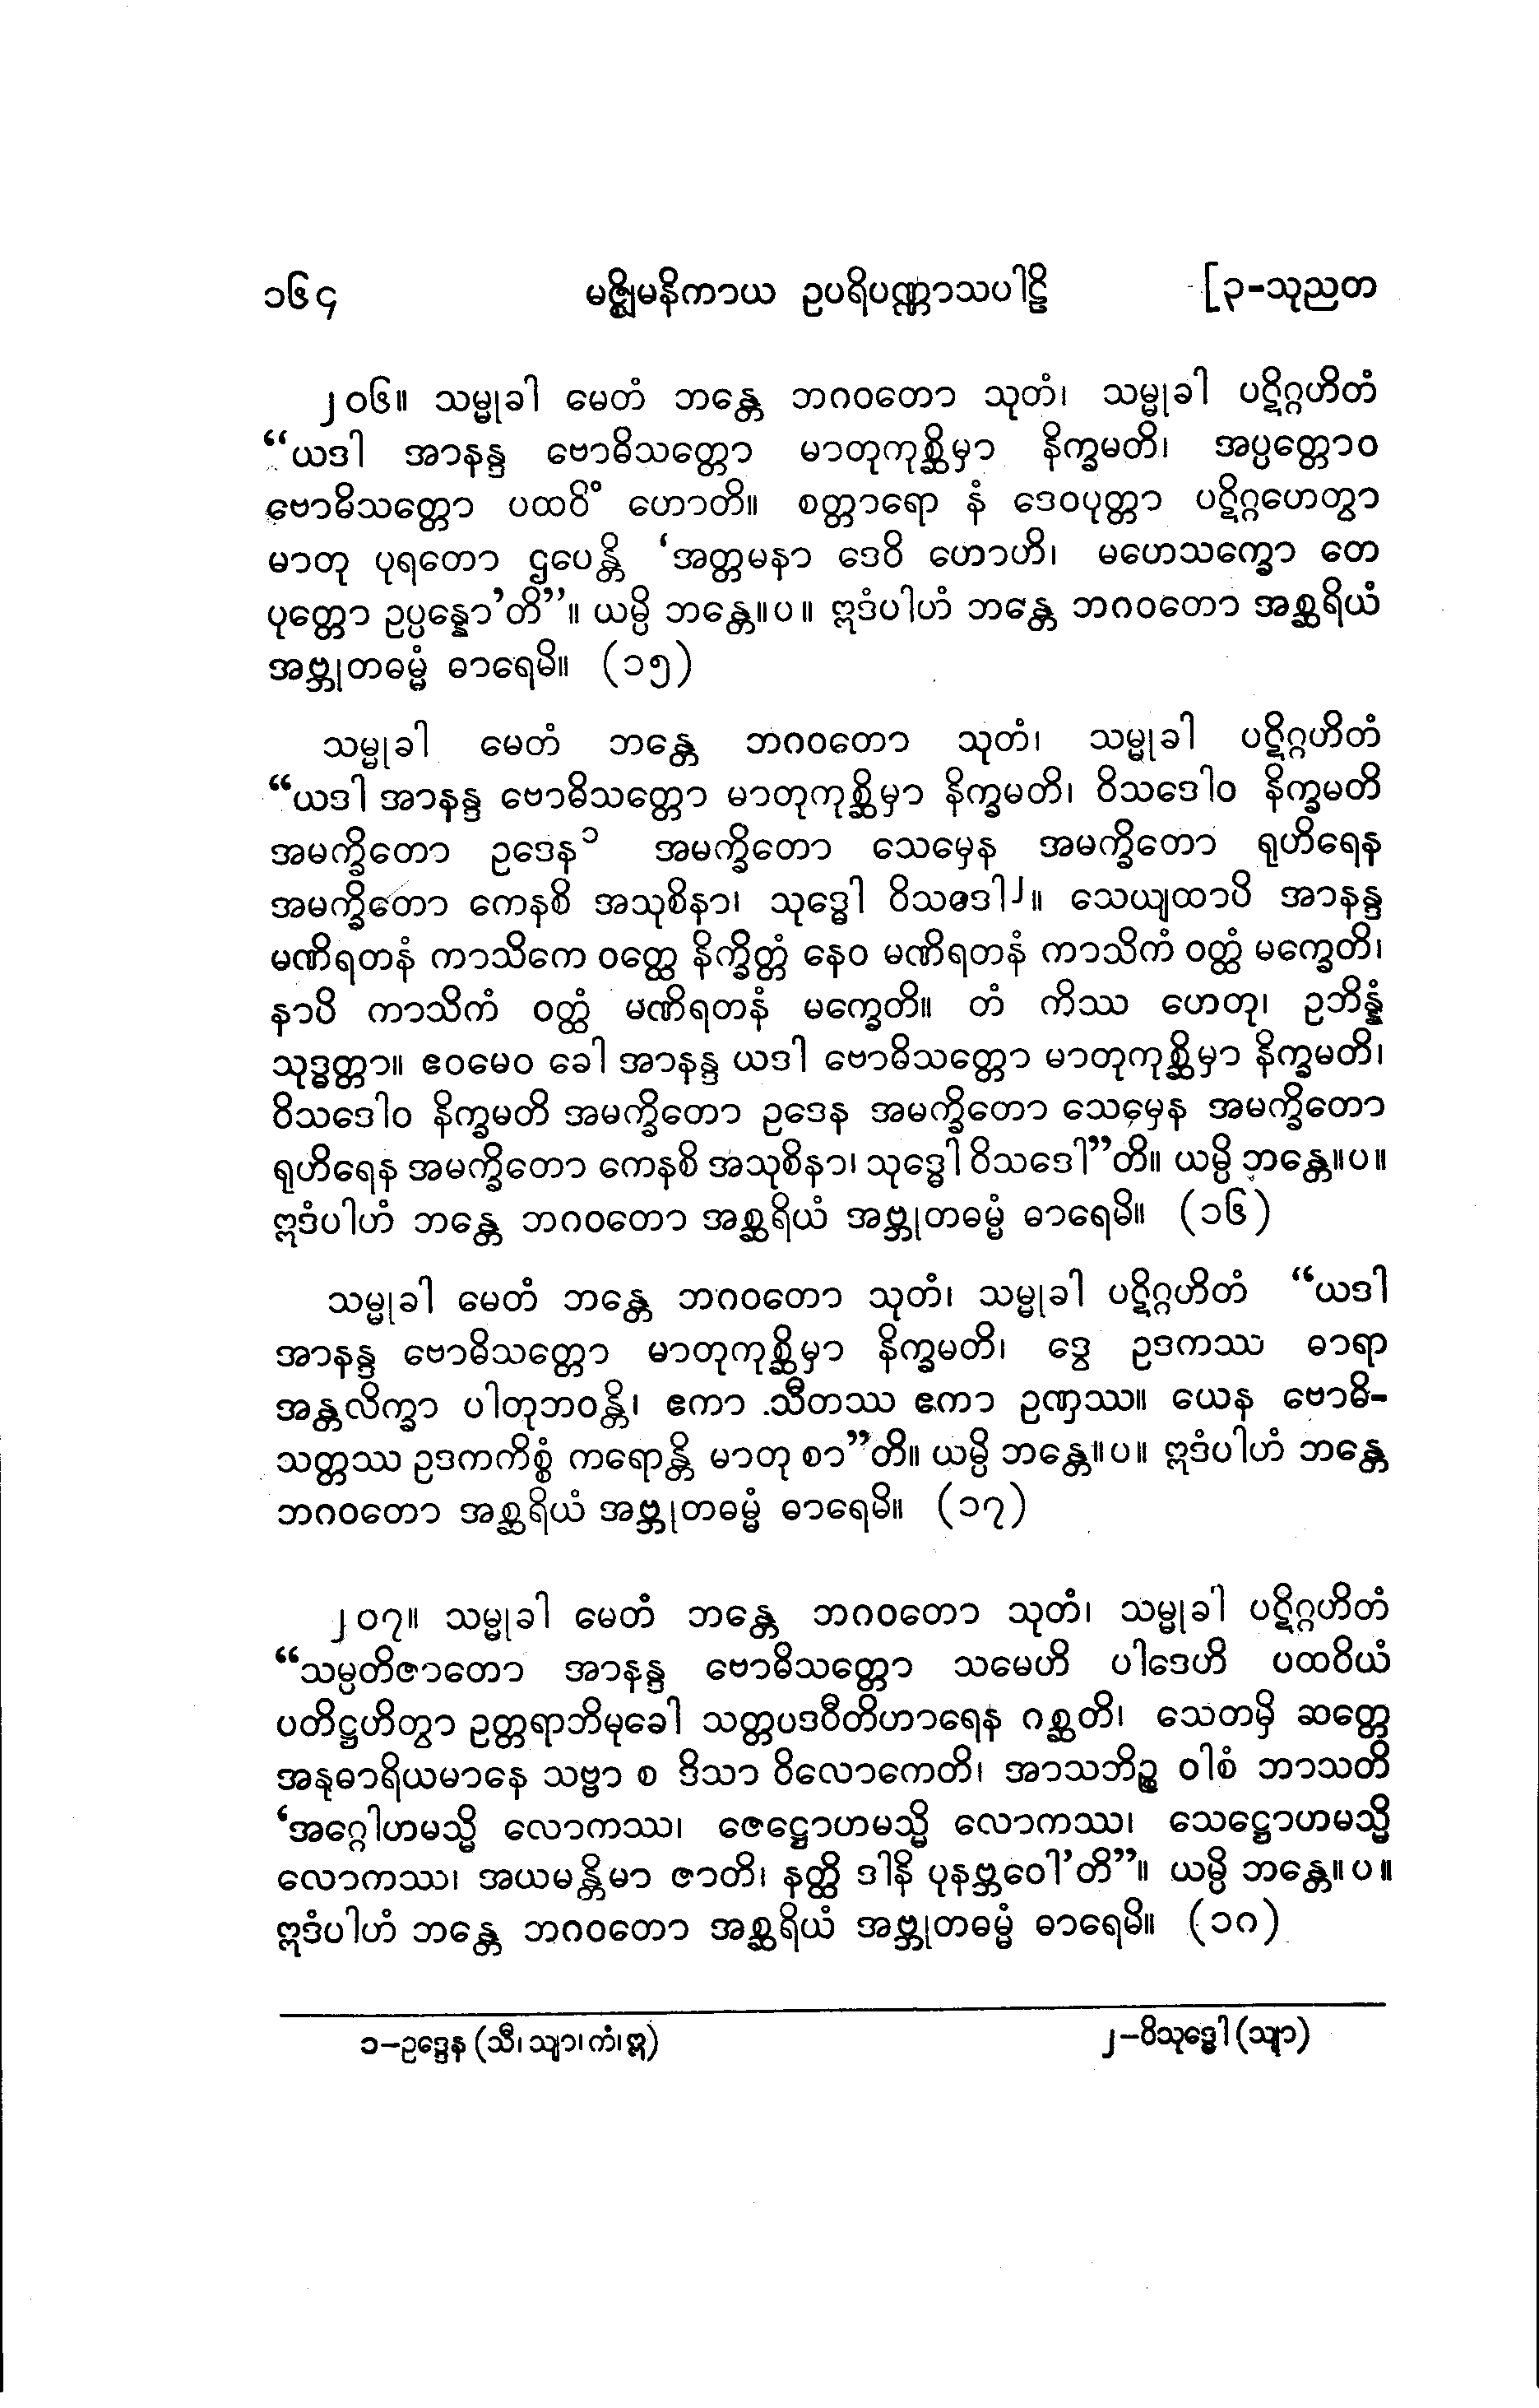 ၁၆၄ မဇ္ဈိမနိကာယ ဥပရိပဏ္ဏာသပါဠိ [၃-သုညတ
၂၀၆။ သမ္မုခါ မေတံ ဘန္တေ ဘဂဝတော သုတံ၊ သမ္မုခါ ပဋိဂ္ဂဟိတံ
“ယဒါ အာနန္ဒ ဗောဓိသတ္တော မာတုကုစ္ဆိမှာ နိက္ခမတိ၊ အပ္ပတ္တောဝ
ဗောဓိသတ္တော ပထဝိံ ဟောတိ။ စတ္တာရော နံ ဒေဝပုတ္တာ ပဋိဂ္ဂဟေတွာ
မာတု ပုရတော ဌပေန္တိ ‘အတ္တမနာ ဒေဝိ ဟောဟိ၊ မဟေသက္ခော တေ
ပုတ္တော ဥပ္ပန္နော’တိ”။ ယမ္ပိ ဘန္တေ။ပ။ ဣဒံပါဟံ ဘန္တေ ဘဂဝတော အစ္ဆရိယံ
အဗ္ဘုတဓမ္မံ ဓာရေမိ။ (၁၅)
သမ္မုခါ မေတံ ဘန္တေ ဘဂဝတော သုတံ၊ သမ္မုခါ ပဋိဂ္ဂဟိတံ
“ယဒါ အာနန္ဒ ဗောဓိသတ္တော မာတုကုစ္ဆိမှာ နိက္ခမတိ၊ ဝိသဒေါဝ နိက္ခမတိ
အမက္ခိတော ဥဒေန၁ အမက္ခိတော သေမှေန အမက္ခိတော ရုဟိရေန
အမက္ခိတော ကေနစိ အသုစိနာ၊ သုဒ္ဓေါ ဝိသဒေါ၂။ သေယျထာပိ အာနန္ဒ
မဏိရတနံ ကာသိကေ ဝတ္ထေ နိက္ခိတ္တံ နေဝ မဏိရတနံ ကာသိကံ ဝတ္ထံ မက္ခေတိ၊
နာပိ ကာသိကံ ဝတ္ထံ မဏိရတနံ မက္ခေတိ။ တံ ကိဿ ဟေတု၊ ဥဘိန္နံ
သုဒ္ဓတ္တာ။ ဧဝမေဝ ခေါ အာနန္ဒ ယဒါ ဗောဓိသတ္တော မာတုကုစ္ဆိမှာ နိက္ခမတိ၊
ဝိသဒေါဝ နိက္ခမတိ အမက္ခိတော ဥဒေန အမက္ခိတော သေမှေန အမက္ခိတော
ရုဟိရေန အမက္ခိတော ကေနစိ အသုစိနာ၊ သုဒ္ဓေါ ဝိသဒေါ”တိ။ ယမ္ပိ ဘန္တေ။ပ။
ဣဒံပါဟံ ဘန္တေ ဘဂဝတော အစ္ဆရိယံ အဗ္ဘုတဓမ္မံ ဓာရေမိ။ (၁၆)
သမ္မုခါ မေတံ ဘန္တေ ဘဂဝတော သုတံ၊ သမ္မုခါ ပဋိဂ္ဂဟိတံ “ယဒါ
အာနန္ဒ ဗောဓိသတ္တော မာတုကုစ္ဆိမှာ နိက္ခမတိ၊ ဒွေ ဥဒကဿ ဓာရာ
အန္တလိက္ခာ ပါတုဘဝန္တိ၊ ဧကာ သီတဿ ဧကာ ဥဏှဿ။ ယေန ဗောဓိ-
သတ္တဿ ဥဒကကိစ္စံ ကရောန္တိ မာတု စာ”တိ။ ယမ္ပိ ဘန္တေ။ပ။ ဣဒံပါဟံ ဘန္တေ
ဘဂဝတော အစ္ဆရိယံ အဗ္ဘုတဓမ္မံ ဓာရေမိ။ (၁၇)
၂၀၇။ သမ္မုခါ မေတံ ဘန္တေ ဘဂဝတော သုတံ၊ သမ္မုခါ ပဋိဂ္ဂဟိတံ
“သမ္ပတိဇာတော အာနန္ဒ ဗောဓိသတ္တော သမေဟိ ပါဒေဟိ ပထဝိယံ
ပတိဋ္ဌဟိတွာ ဥတ္တရာဘိမုခေါ သတ္တပဒဝီတိဟာရေန ဂစ္ဆတိ၊ သေတမှိ ဆတ္တေ
အနုဓာရိယမာနေ သဗ္ဗာ စ ဒိသာ ဝိလောကေတိ၊ အာသဘိဉ္စ ဝါစံ ဘာသတိ
‘အဂ္ဂေါဟမသ္မိ လောကဿ၊ ဇေဋ္ဌောဟမသ္မိ လောကဿ၊ သေဋ္ဌောဟမသ္မိ
လောကဿ၊ အယမန္တိမာ ဇာတိ၊ နတ္ထိ ဒါနိ ပုနဗ္ဘဝေါ’တိ”။ ယမ္ပိ ဘန္တေ။ပ။
ဣဒံပါဟံ ဘန္တေ ဘဂဝတော အစ္ဆရိယံ အဗ္ဘုတဓမ္မံ ဓာရေမိ။ (၁၈)
၁-ဥဒ္ဒေန (သီ၊ သျာ၊ ကံ၊ ဣ) ၂-ဝိသုဒ္ဓေါ (သျာ)